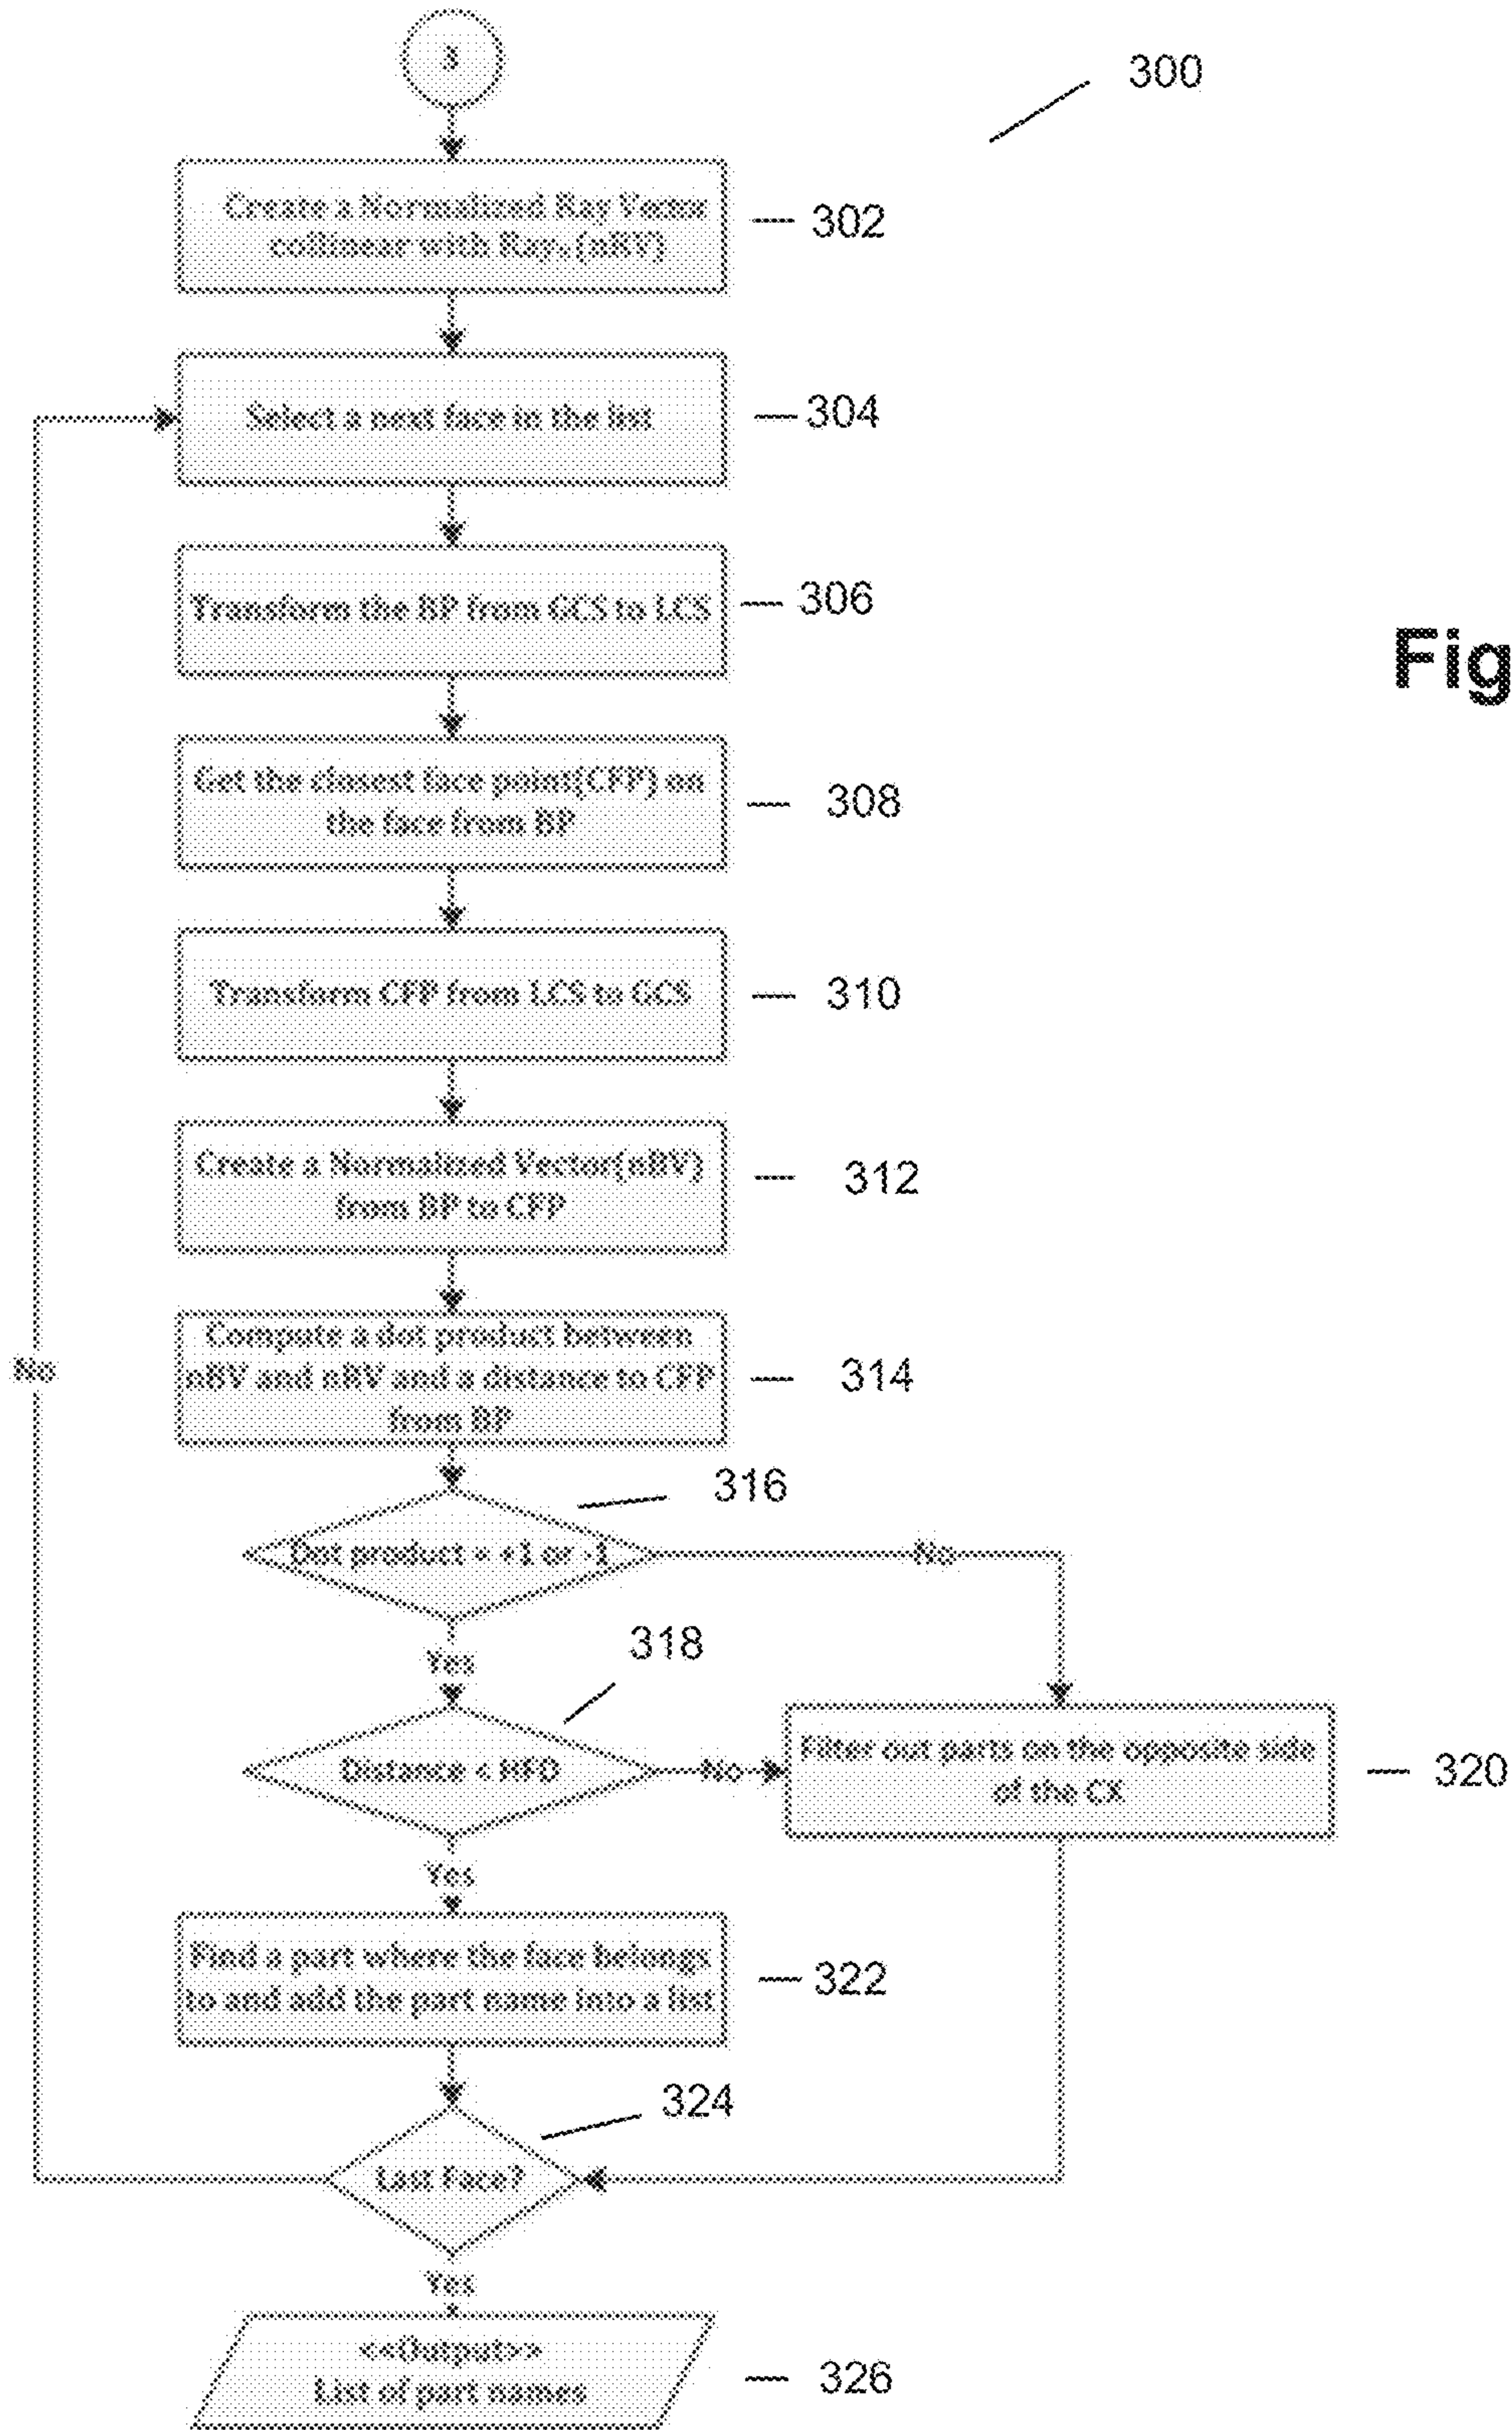 3
300
Create a Normalized Ray Vector
collinear with Ray (nRV)
302
Select a next face in the list
304
Transform the BP from GCS to LCS
306
Fig
Get the closest face point(CFP) on
the face from BP
308
Transform CFP from LCS to GCS
310
Create a Normalized Vector(nBV)
from BP to CFP
312
Compute a dot product between
nBV and nRV and a distance to CFP
from BP
314
No
316
Dot product = +1 or -1
No
Yes
318
Distance < HFD
No
Filter out parts on the opposite side
of the CX
320
Yes
Find a part where the face belongs
to and add the part name into a list
322
324
Last Face?
Yes
<<Output>>
List of part names
326